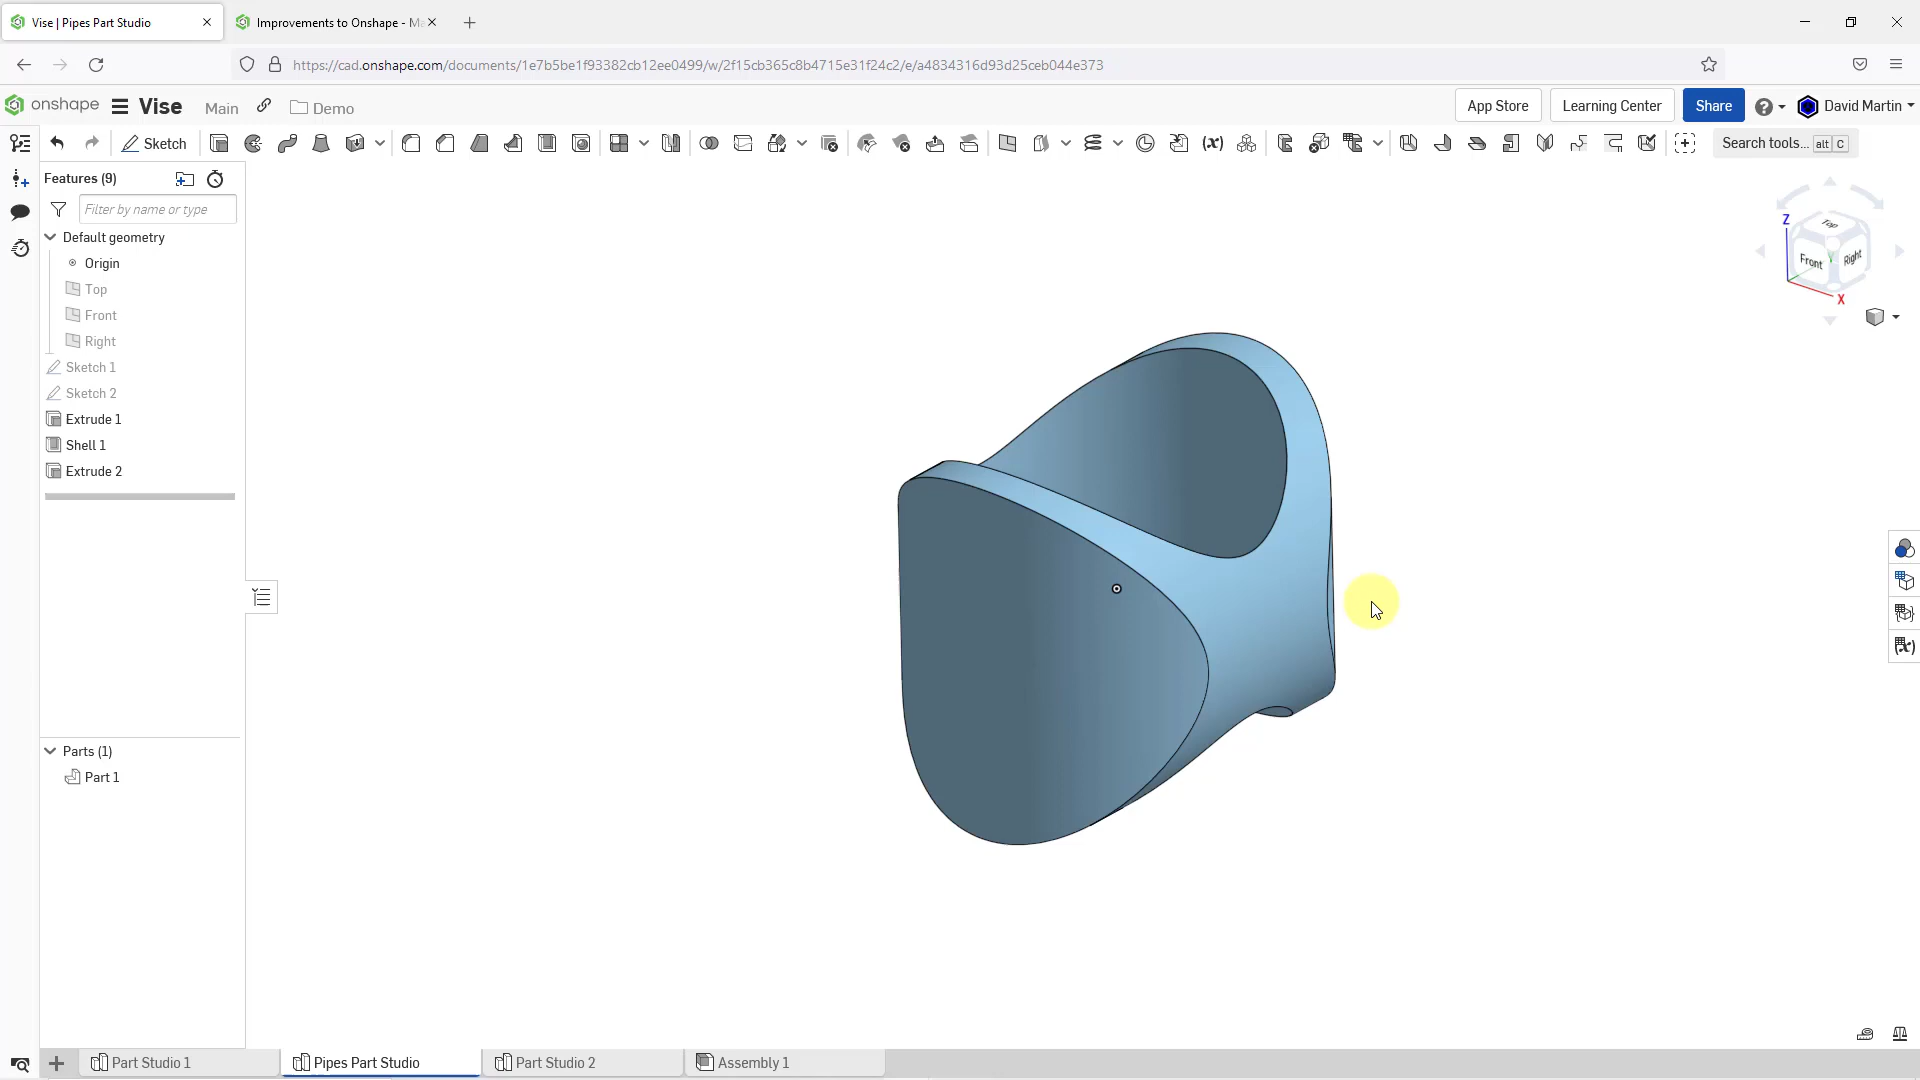 Vise | Pipes Part Studio
Improvements to Onshape - Ma
https://cad.onshape.com/documents/1e7b5be1f93382cb12ee0499/w/2f15cb365c8b4715e31f24c2/e/a4834316d93d25ceb044e373
onshape
Vise
Main
Demo
App Store
Learning Center
Share
David Martin
Sketch
Search tools... alt C
Features (9)
Filter by name or type
Default geometry
Origin
Top
Front
Right
Sketch 1
Sketch 2
Extrude 1
Shell 1
Extrude 2
Parts (1)
Part 1
Z
Top
Front
Right
X
Part Studio 1
Pipes Part Studio
Part Studio 2
Assembly 1